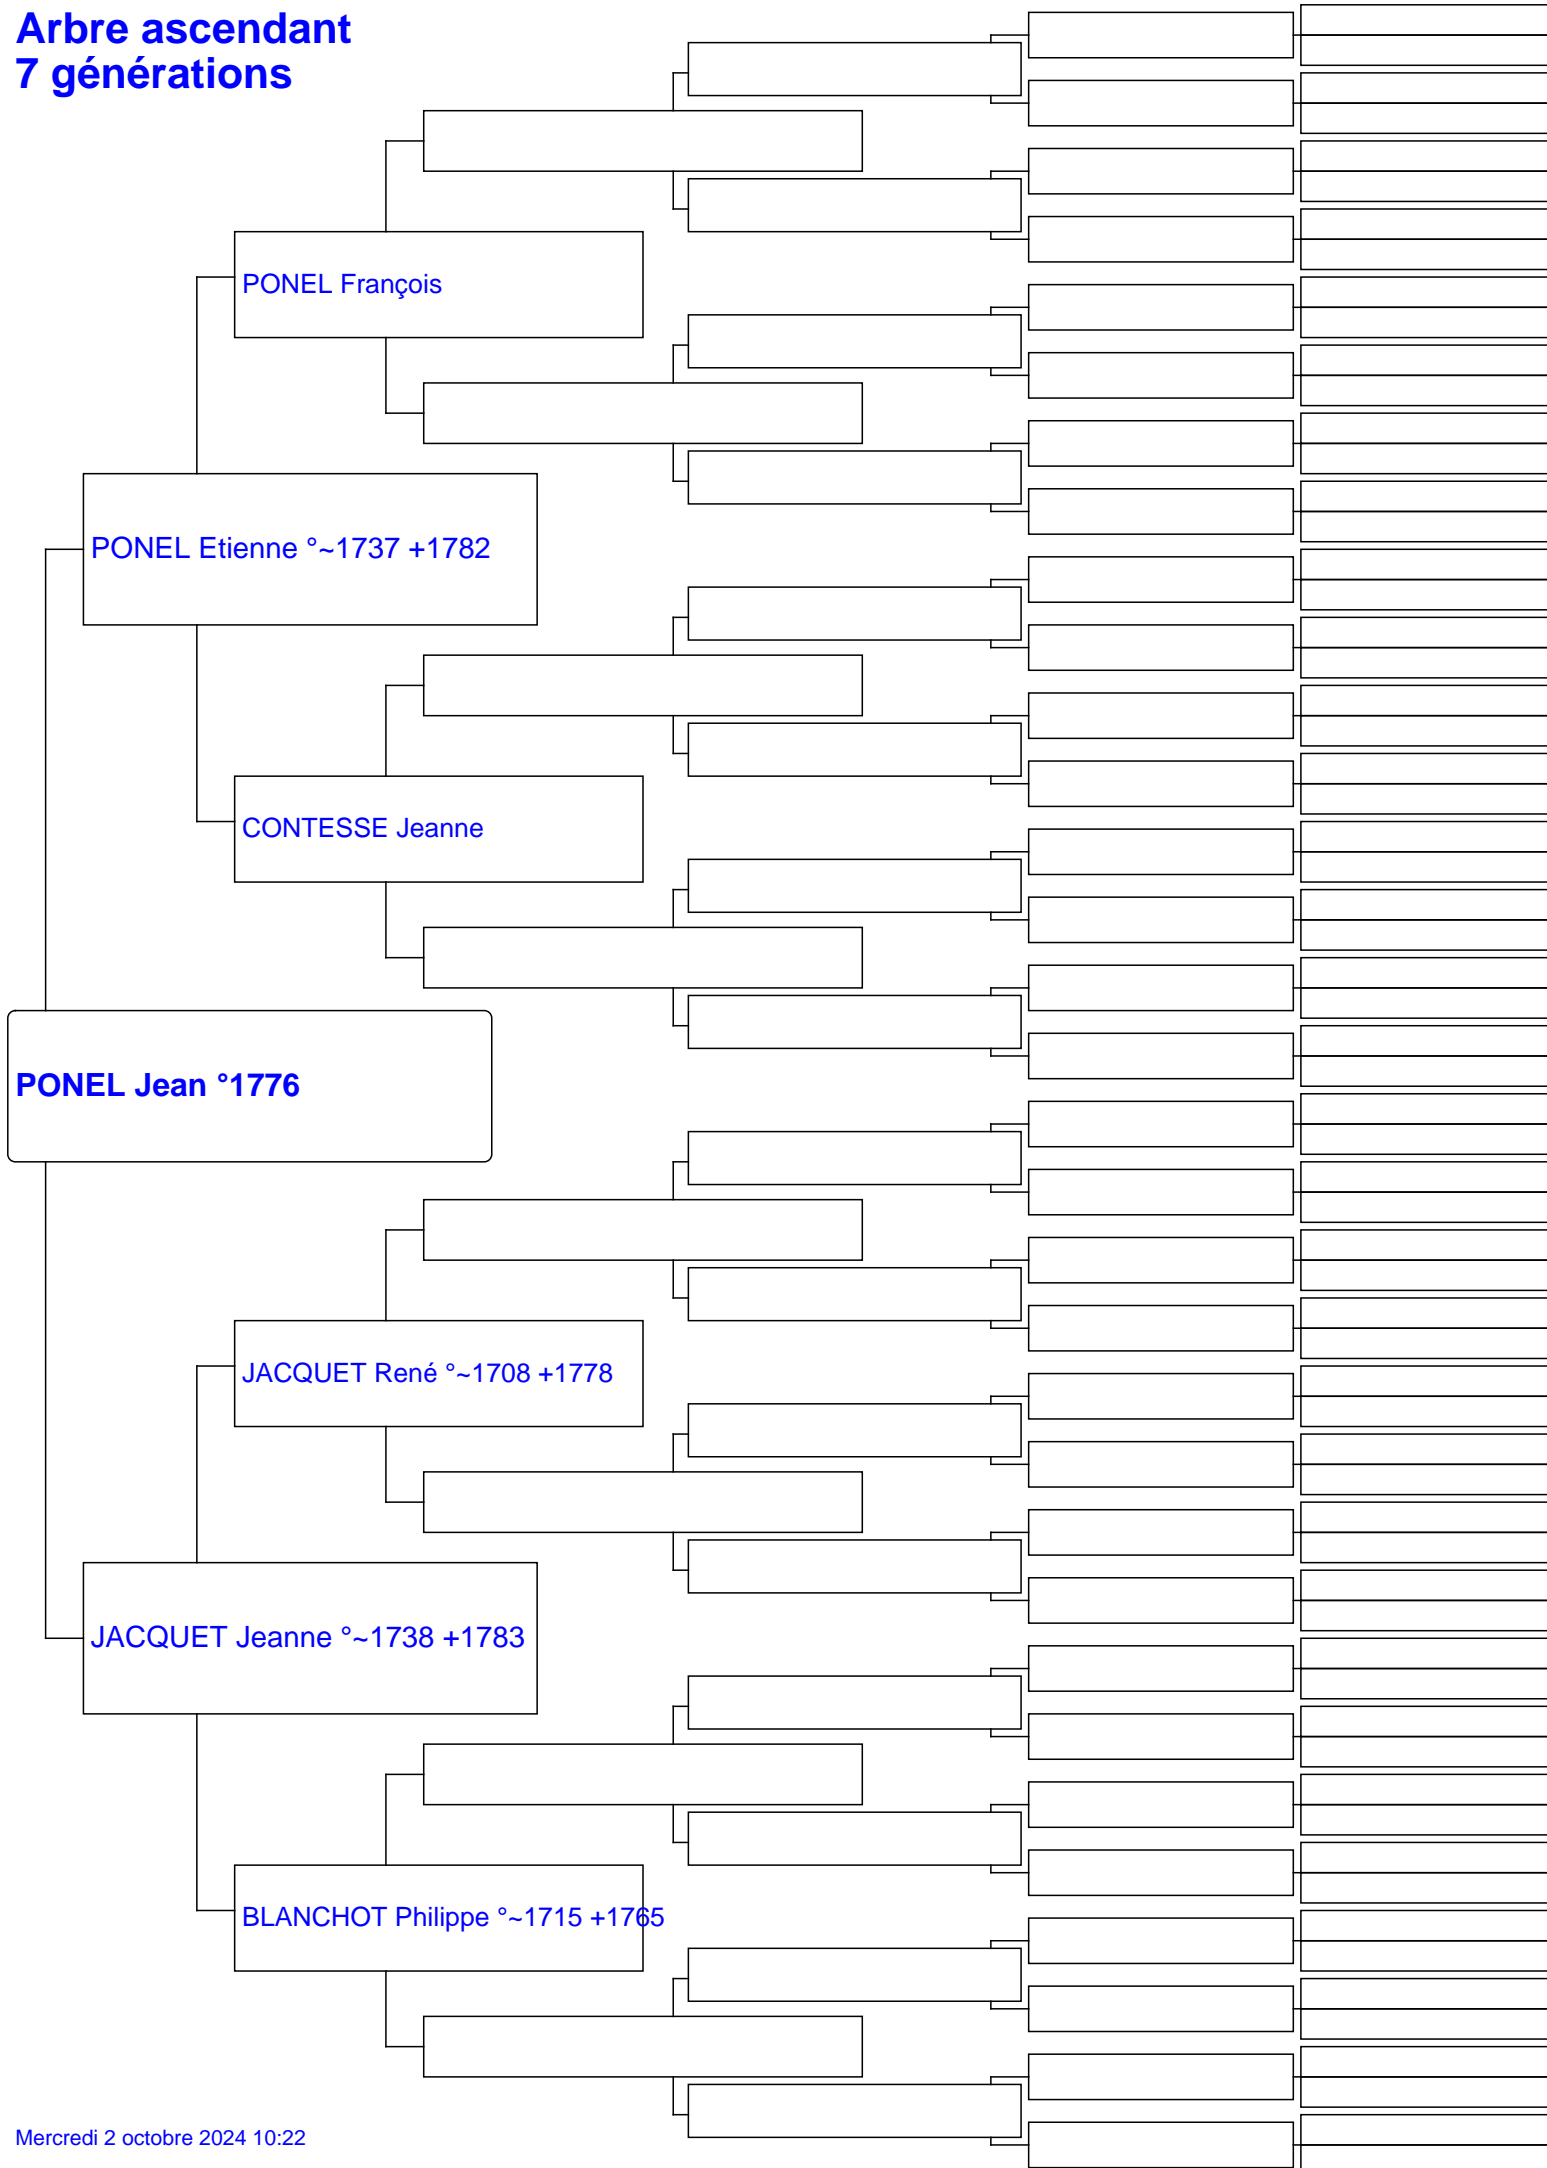 Arbre ascendant
7 générations
PONEL François
PONEL Etienne °~1737 +1782
CONTESSE Jeanne
PONEL Jean °1776
JACQUET René °~1708 +1778
JACQUET Jeanne °~1738 +1783
BLANCHOT Philippe °~1715 +1765
Mercredi 2 octobre 2024 10:22